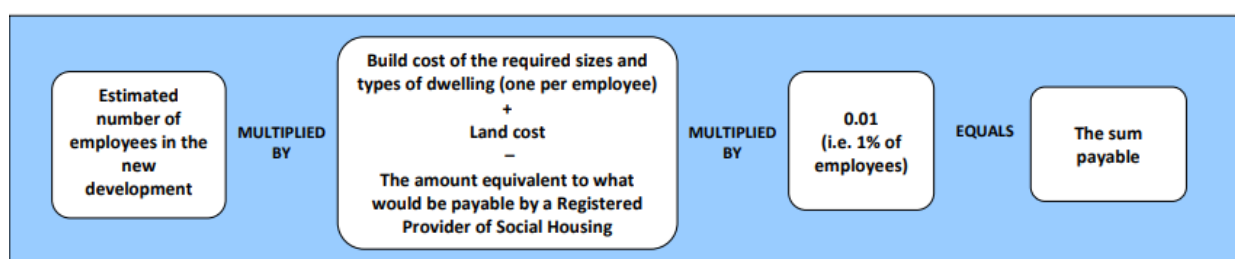 Estimated
number of
employees in the
new
development
MULTIPLIED
BY
Build cost of the required sizes and
types of dwelling (one per employee)
+
Land cost
–
The amount equivalent to what
would be payable by a Registered
Provider of Social Housing
MULTIPLIED
BY
0.01
(i.e. 1% of
employees)
EQUALS
The sum
payable